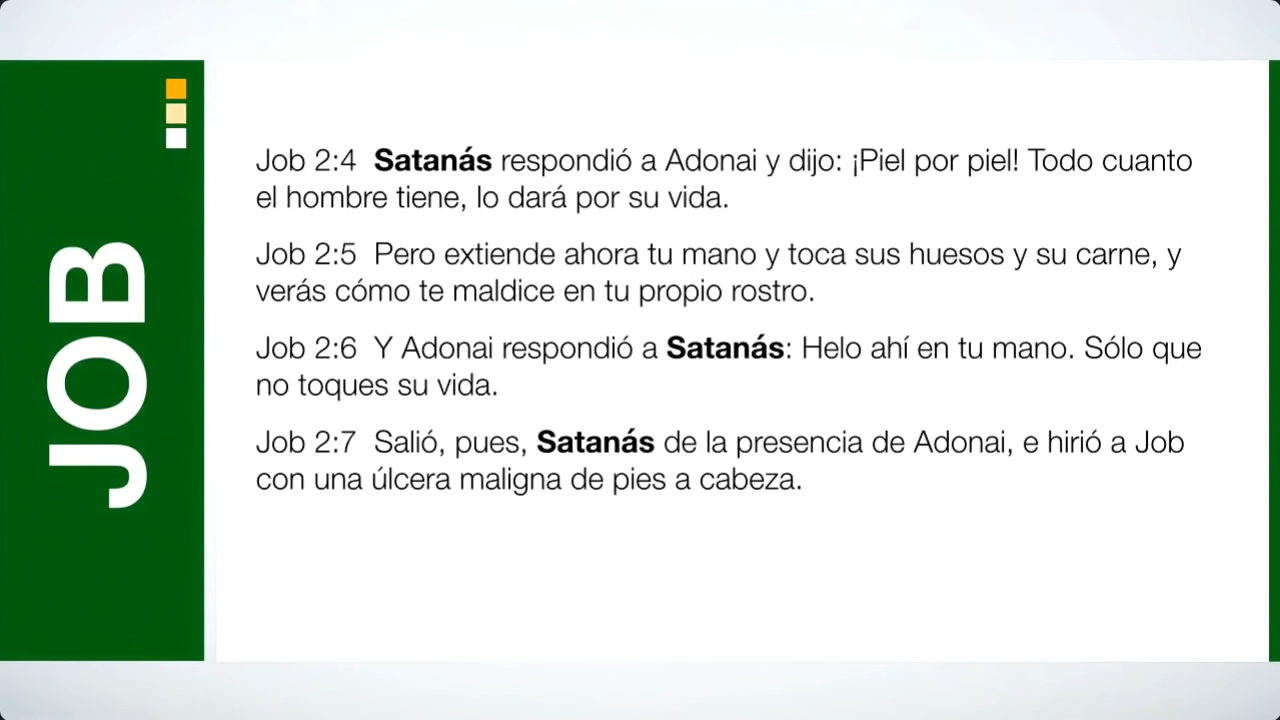 JOB
Job 2:4 Satanás respondió a Adonai y dijo: ¡Piel por piel! Todo cuanto
el hombre tiene, lo dará por su vida.
Job 2:5 Pero extiende ahora tu mano y toca sus huesos y su carne, y
verás cómo te maldice en tu propio rostro.
Job 2:6 Y Adonai respondió a Satanás: Helo ahí en tu mano. Sólo que
no toques su vida.
Job 2:7 Salió, pues, Satanás de la presencia de Adonai, e hirió a Job
con una úlcera maligna de pies a cabeza.